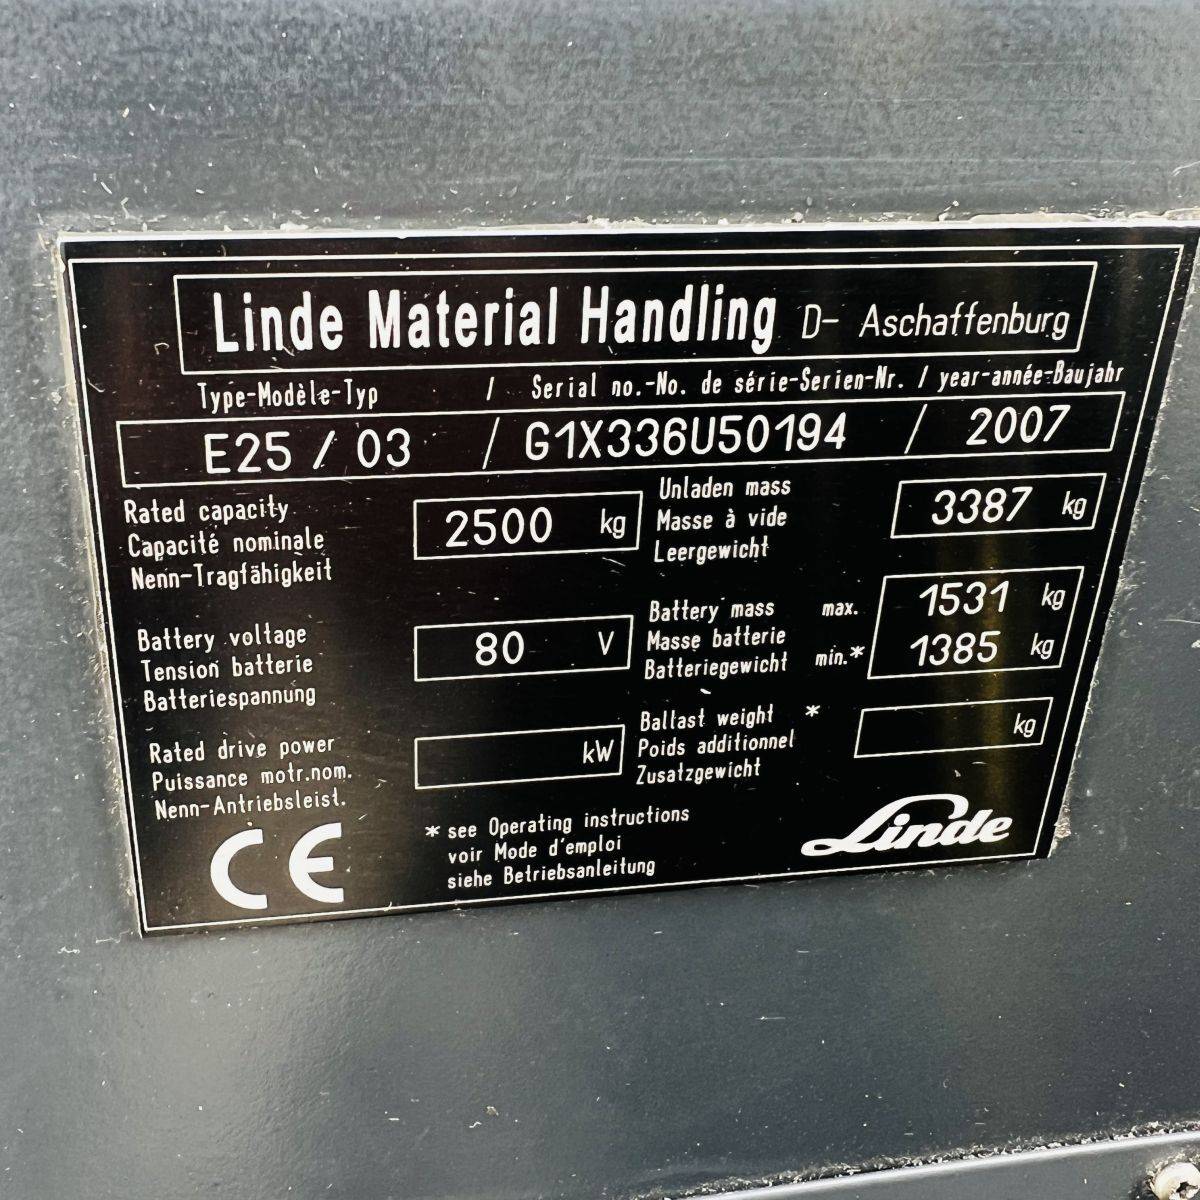 Linde Material Handling D- Aschaffenburg
Type-Modèle-Typ / Serial no.-No. de série-Serien-Nr. / year-année-Baujahr
E25 / 03 / G1X336U50194 / 2007
Rated capacity
Capacité nominale
Nenn-Tragfähigkeit
2500 kg
Unladen mass
Masse à vide
Leergewicht
3387 kg
Battery voltage
Tension batterie
Batteriespannung
80 V
Battery mass max.
Masse batterie
Batteriegewicht min.*
1531 kg
1385 kg
Rated drive power
Puissance motr.nom.
Nenn-Antriebsleist.
kW
Ballast weight *
Poids additionnel
Zusatzgewicht
kg
CE
* see Operating instructions
voir Mode d'emploi
siehe Betriebsanleitung
Linde